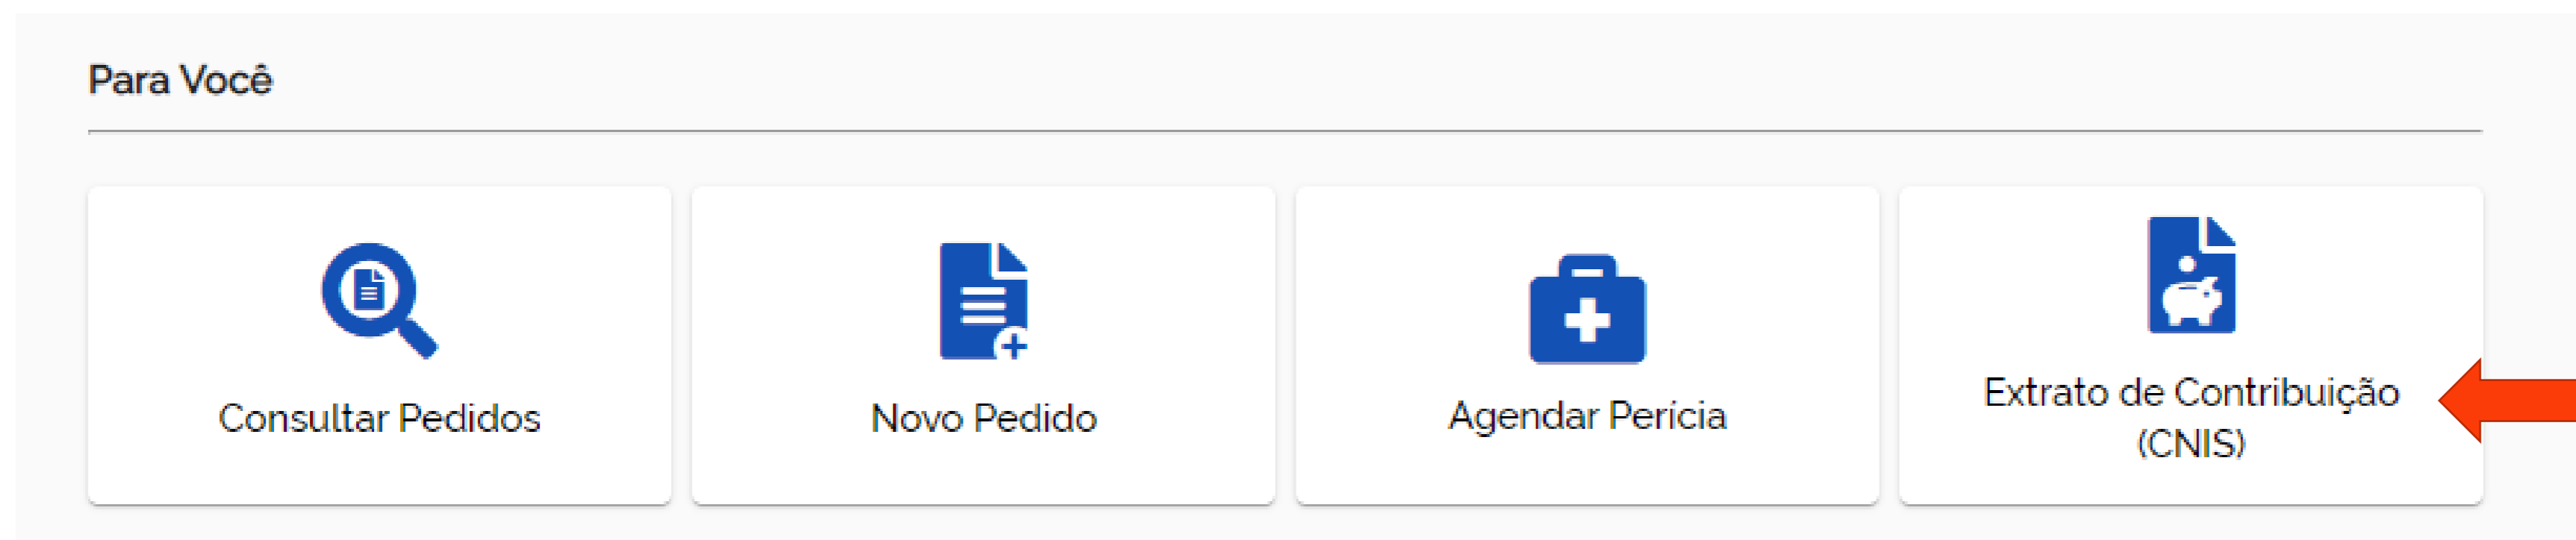 Para Você
Consultar Pedidos
Novo Pedido
Agendar Perícia
Extrato de Contribuição
(CNIS)